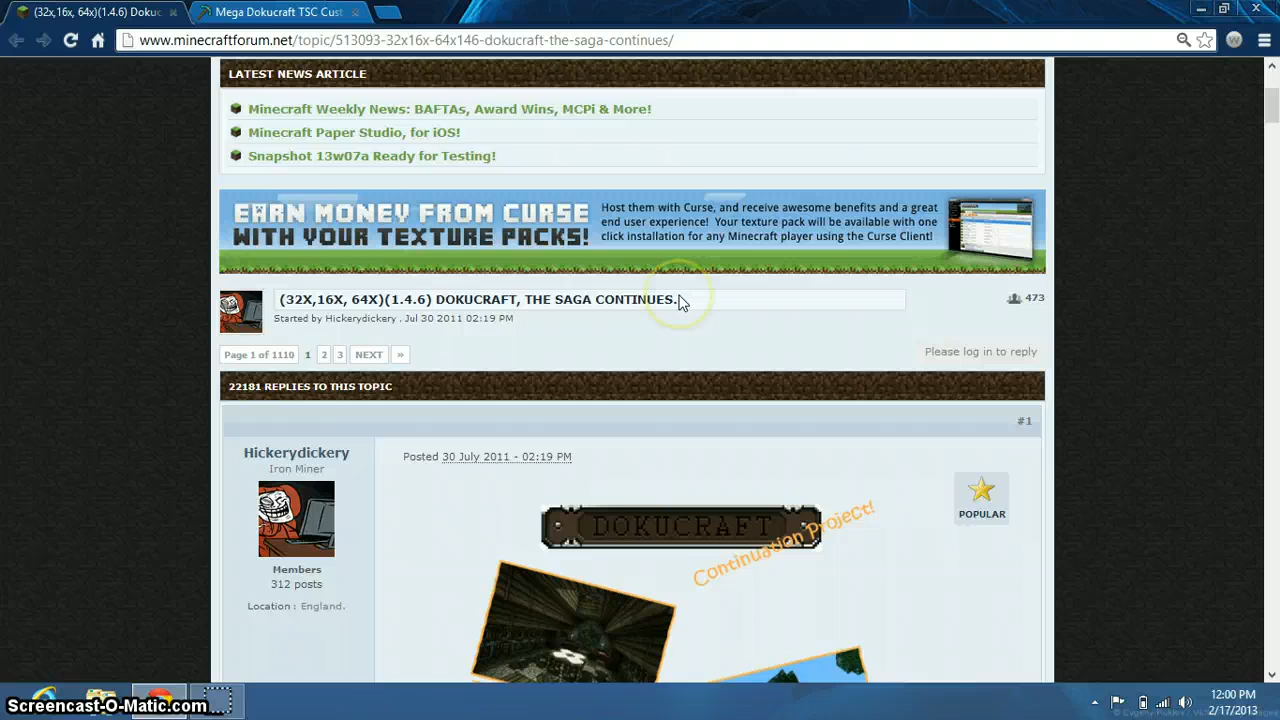 (32x,16x, 64x)(1.4.6) Dokuc
Mega Dokucraft TSC Cust
www.minecraftforum.net/topic/513093-32x16x-64x146-dokucraft-the-saga-continues/
LATEST NEWS ARTICLE
Minecraft Weekly News: BAFTAs, Award Wins, MCPi & More!
Minecraft Paper Studio, for iOS!
Snapshot 13w07a Ready for Testing!
EARN MONEY FROM CURSE
WITH YOUR TEXTURE PACKS!
Host them with Curse, and receive awesome benefits and a great
end user experience! Your texture pack will be available with one
click installation for any Minecraft player using the Curse Client!
(32X,16X, 64X)(1.4.6) DOKUCRAFT, THE SAGA CONTINUES.
473
Started by Hickerydickery , Jul 30 2011 02:19 PM
Page 1 of 1110 1 2 3 NEXT »
Please log in to reply
22181 REPLIES TO THIS TOPIC
#1
Hickerydickery
Iron Miner
Members
312 posts
Location : England.
Posted 30 July 2011 - 02:19 PM
POPULAR
DOKUCRAFT
Continuation Project!
Screencast-O-Matic.com
12:00 PM
2/17/2013